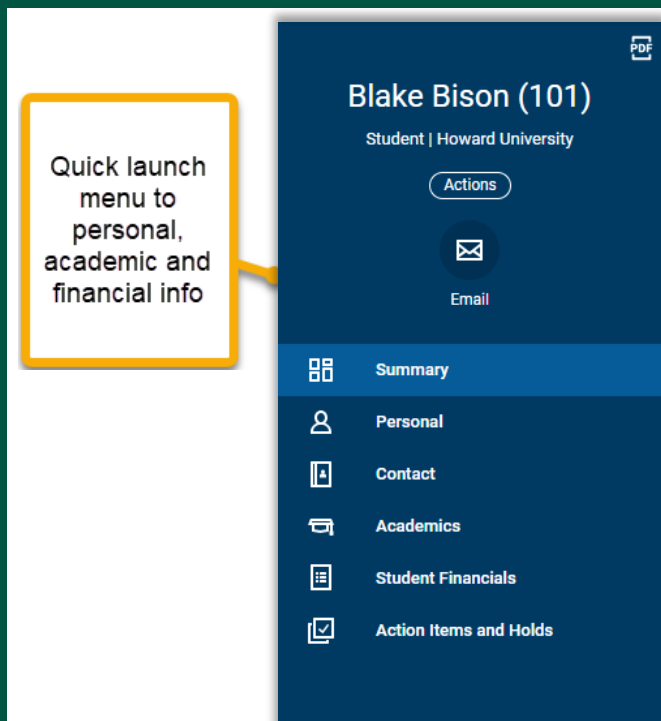 PDF
Blake Bison (101)
Student | Howard University
Actions
Email
Quick launch
menu to
personal,
academic and
financial info
Summary
Personal
Contact
Academics
Student Financials
Action Items and Holds